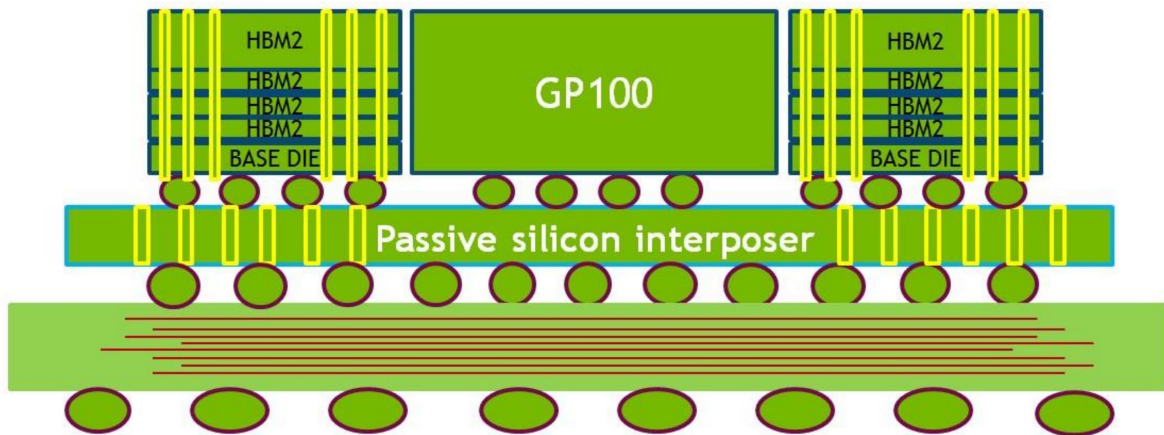 HBM2
HBM2
HBM2
HBM2
BASE DIE
GP100
HBM2
HBM2
HBM2
HBM2
BASE DIE
Passive silicon interposer